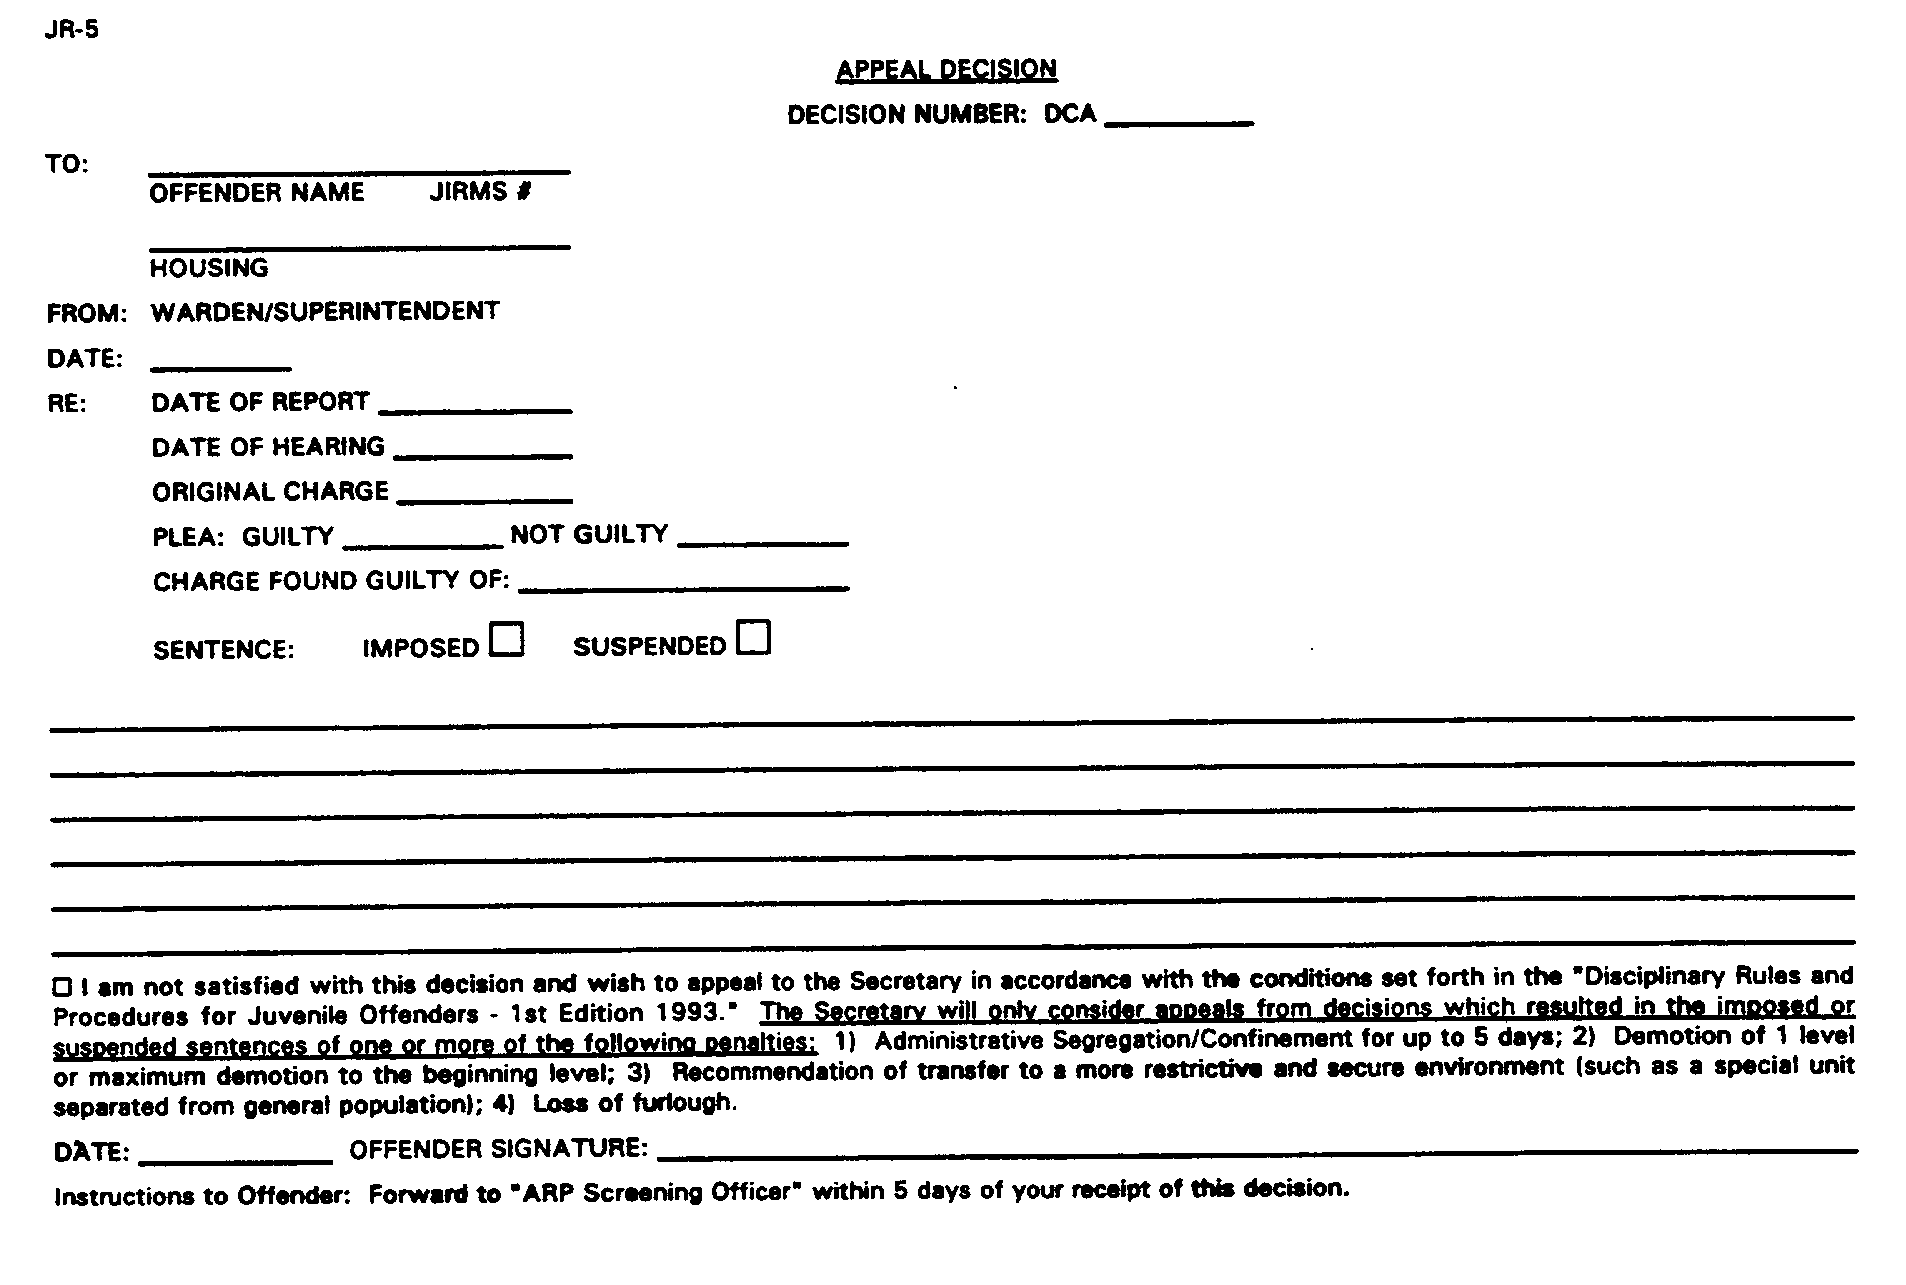 JR-5
APPEAL DECISION
DECISION NUMBER: DCA
TO:
OFFENDER NAME JIRMS #
HOUSING
FROM: WARDEN/SUPERINTENDENT
DATE:
RE: DATE OF REPORT
DATE OF HEARING
ORIGINAL CHARGE
PLEA: GUILTY NOT GUILTY
CHARGE FOUND GUILTY OF:
SENTENCE: IMPOSED ☐ SUSPENDED ☐
☐ I am not satisfied with this decision and wish to appeal to the Secretary in accordance with the conditions set forth in the "Disciplinary Rules and
Procedures for Juvenile Offenders - 1st Edition 1993." The Secretary will only consider appeals from decisions which resulted in the imposed or
suspended sentences of one or more of the following penalties: 1) Administrative Segregation/Confinement for up to 5 days; 2) Demotion of 1 level
or maximum demotion to the beginning level; 3) Recommendation of transfer to a more restrictive and secure environment (such as a special unit
separated from general population); 4) Loss of furlough.
DATE: OFFENDER SIGNATURE:
Instructions to Offender: Forward to "ARP Screening Officer" within 5 days of your receipt of this decision.